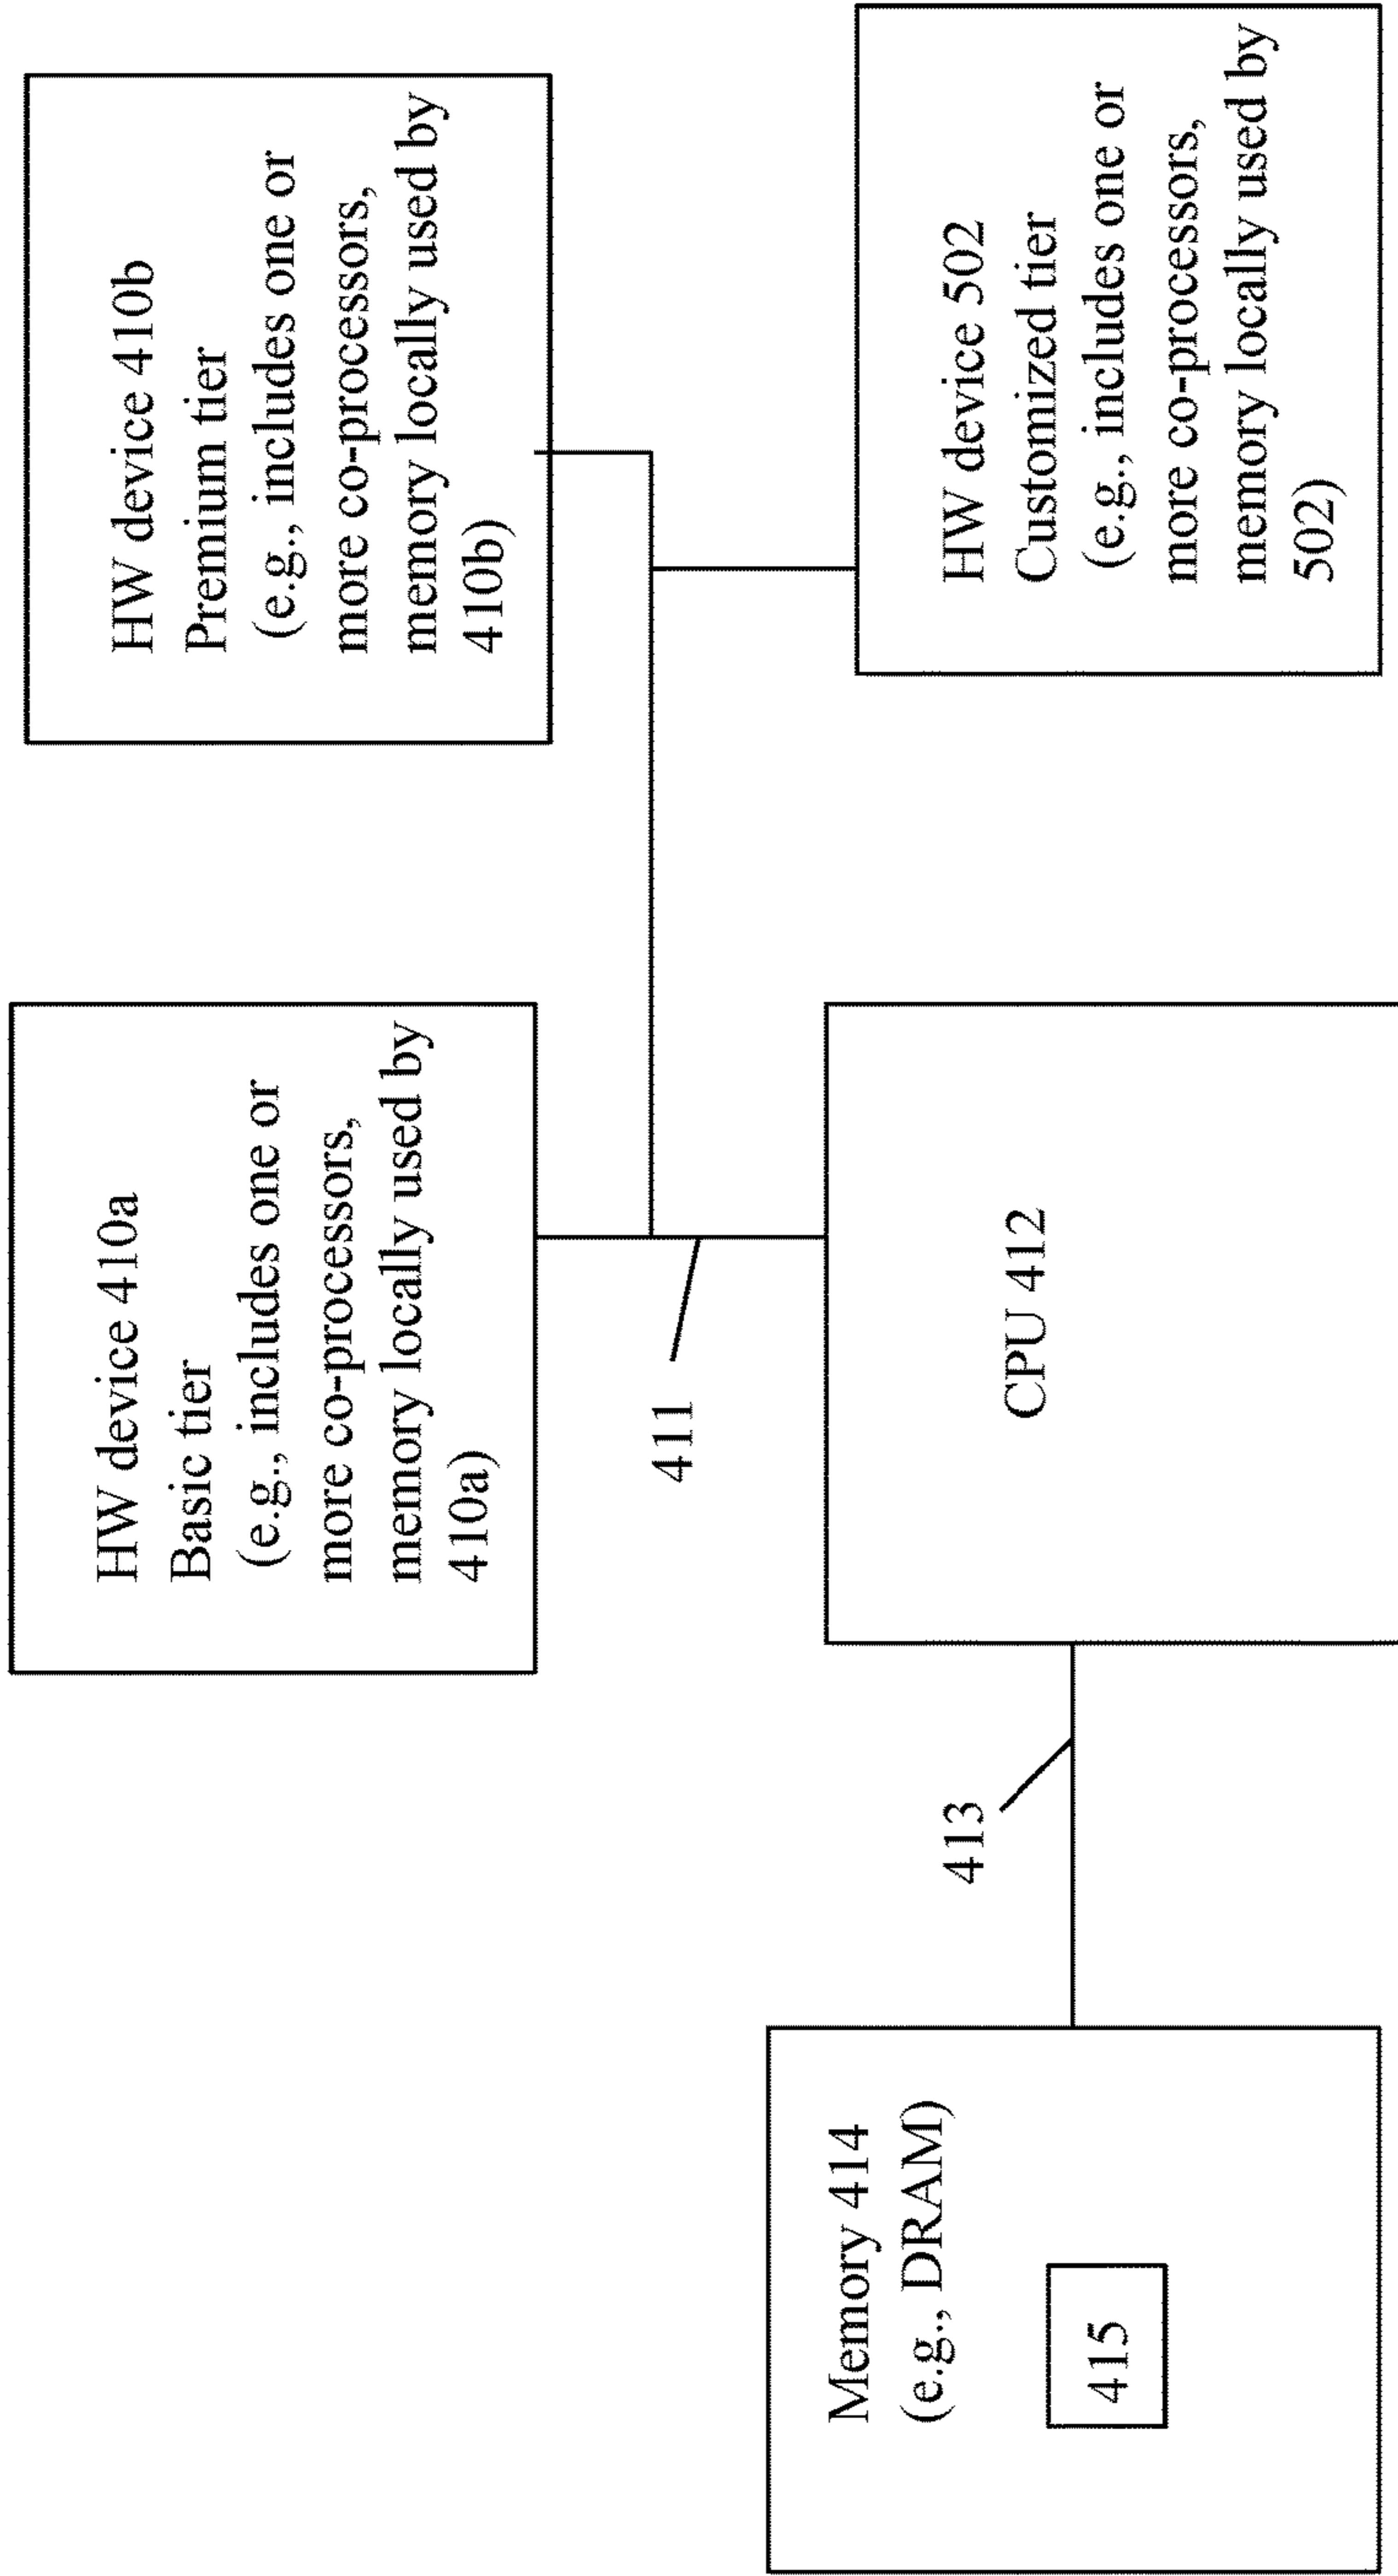 HW device 410a
Basic tier
(e.g., includes one or
more co-processors,
memory locally used by
410a)
HW device 410b
Premium tier
(e.g., includes one or
more co-processors,
memory locally used by
410b)
411
Memory 414
(e.g., DRAM)
415
413
CPU 412
HW device 502
Customized tier
(e.g., includes one or
more co-processors,
memory locally used by
502)